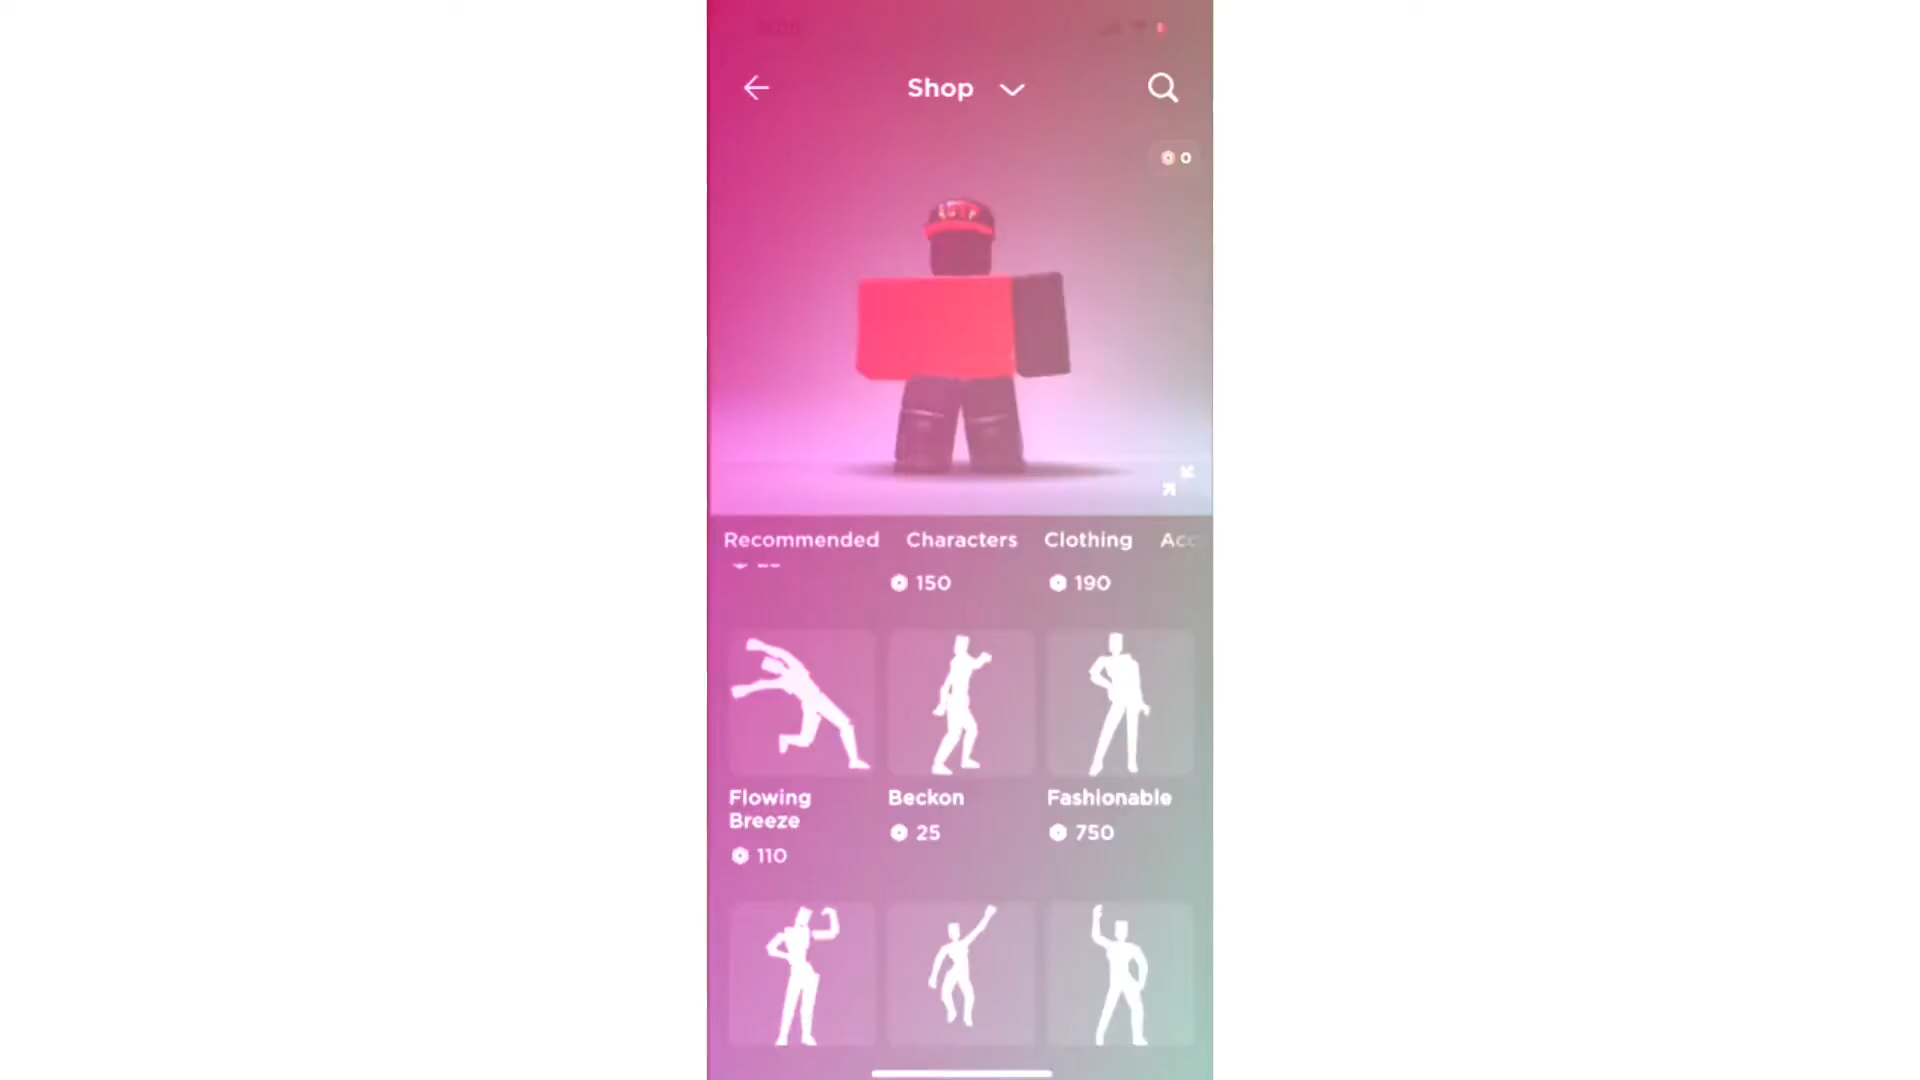 Shop
0
Recommended Characters Clothing
150 190
Flowing Breeze
110
Beckon
25
Fashionable
750